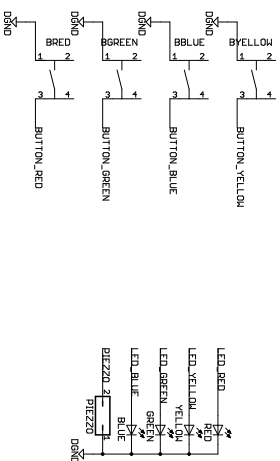 DGND DGND DGND DGND
BRED BGREEN BBLUE BYELLOW
1 2 1 2 1 2 1 2
3 4 3 4 3 4 3 4
BUTTON_RED BUTTON_GREEN BUTTON_BLUE BUTTON_YELLOW
PIEZZO LED_BLUE LED_GREEN LED_YELLOW LED_RED
2
PIEZZO BLUE GREEN YELLOW RED
1
DGND